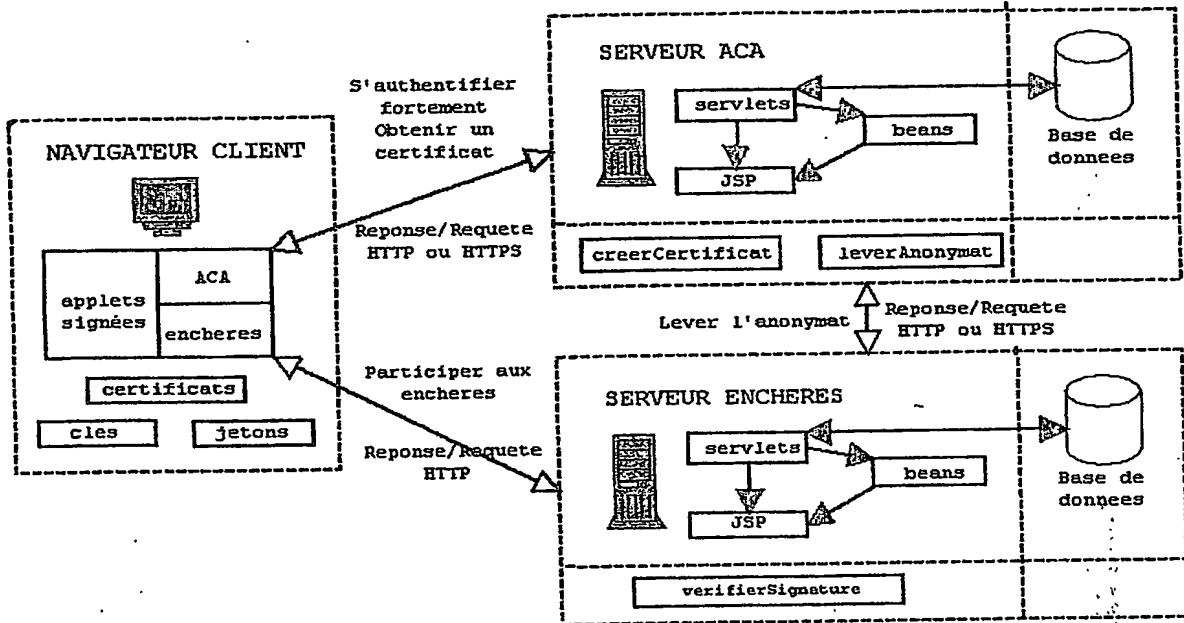 NAVIGATEUR CLIENT
applets
signées
ACA
encheres
certificats
cles
jetons
S'authentifier
fortement
Obtenir un
certificat
Reponse/Requete
HTTP ou HTTPS
Participer aux
encheres
Reponse/Requete
HTTP
SERVEUR ACA
servlets
beans
JSP
Base de
donnees
creerCertificat
leverAnonymat
Lever l'anonymat
Reponse/Requete
HTTP ou HTTPS
SERVEUR ENCHERES
servlets
beans
JSP
Base de
donnees
verifierSignature